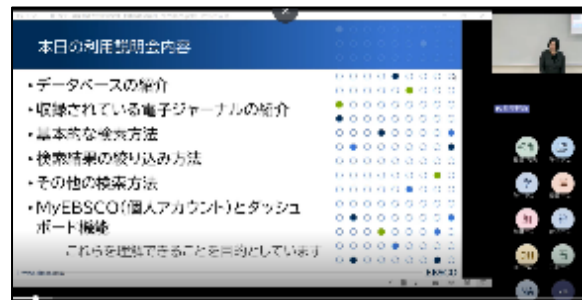 本日の利用説明会内容
・データベースの紹介
・収録されている電子ジャーナルの紹介
・基本的な検索方法
・検索結果の絞り込み方法
・その他の検索方法
・MyEBSCO(個人アカウント)とダッシュ
ボード機能
これらを理解できることを目的としています
EBSCO